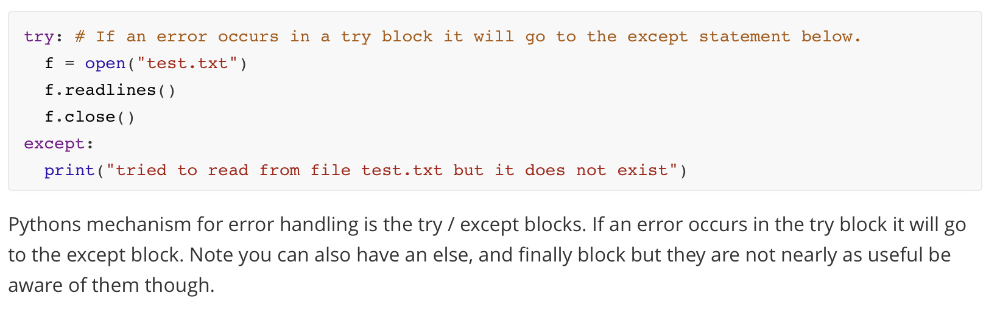 try: # If an error occurs in a try block it will go to the except statement below.
  f = open("test.txt")
  f.readlines()
  f.close()
except:
  print("tried to read from file test.txt but it does not exist")
Pythons mechanism for error handling is the try / except blocks. If an error occurs in the try block it will go
to the except block. Note you can also have an else, and finally block but they are not nearly as useful be
aware of them though.